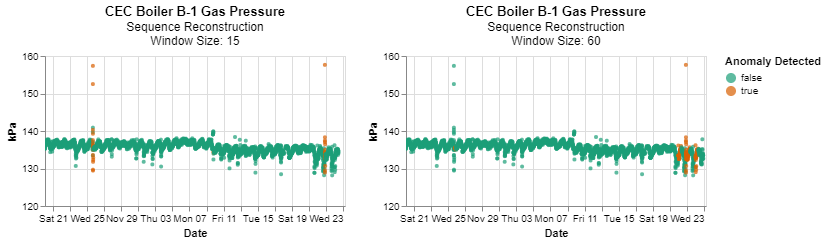 CEC Boiler B-1 Gas Pressure
Sequence Reconstruction
Window Size: 15
160
150
140
130
120
kPa
Sat 21 Wed 25 Nov 29 Thu 03 Mon 07 Fri 11 Tue 15 Sat 19 Wed 23
Date
CEC Boiler B-1 Gas Pressure
Sequence Reconstruction
Window Size: 60
160
150
140
130
120
kPa
Sat 21 Wed 25 Nov 29 Thu 03 Mon 07 Fri 11 Tue 15 Sat 19 Wed 23
Date
Anomaly Detected
false
true